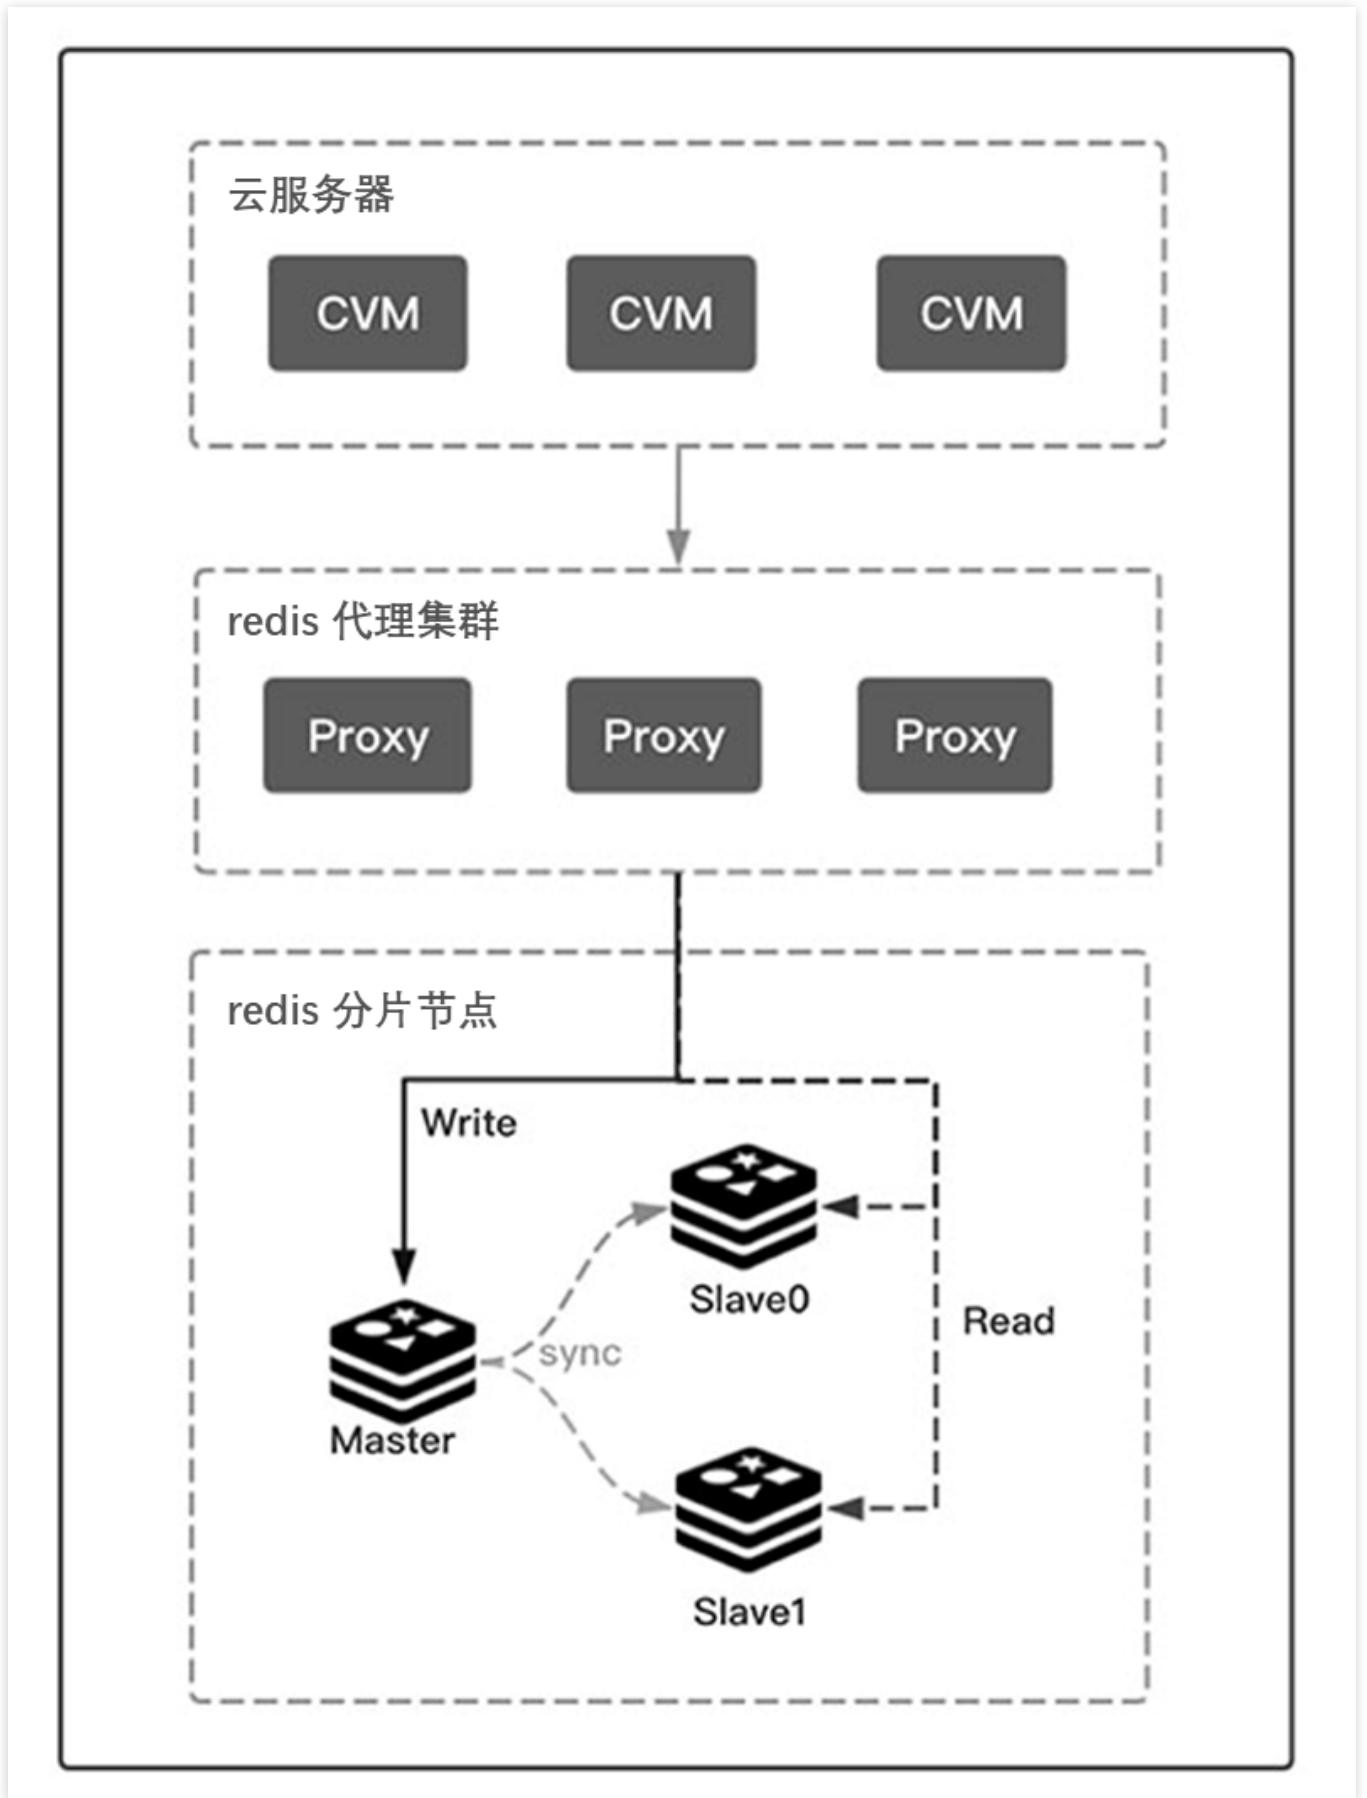 云服务器
CVM
CVM
CVM
redis 代理集群
Proxy
Proxy
Proxy
redis 分片节点
Write
Slave0
Read
sync
Master
Slave1